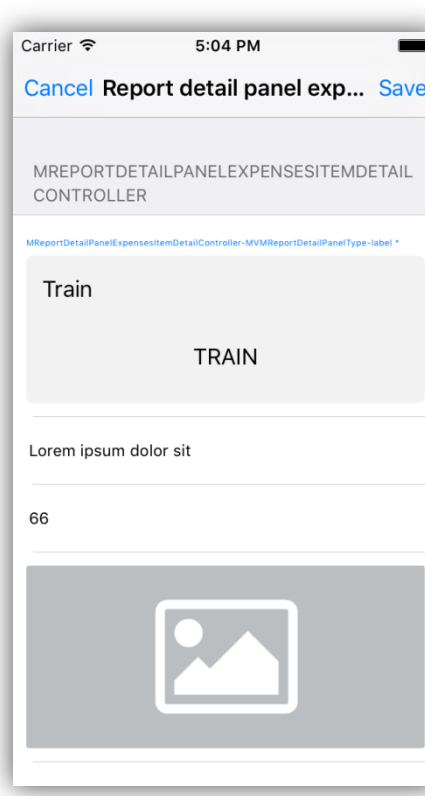 Carrier 5:04 PM
Cancel Report detail panel exp... Save
MREPORTDETAILPANELEXPENSESITEMDETAIL
CONTROLLER
MReportDetailPanelExpensesItemDetailController-MVMReportDetailPanelType-label *
Train
TRAIN
Lorem ipsum dolor sit
66